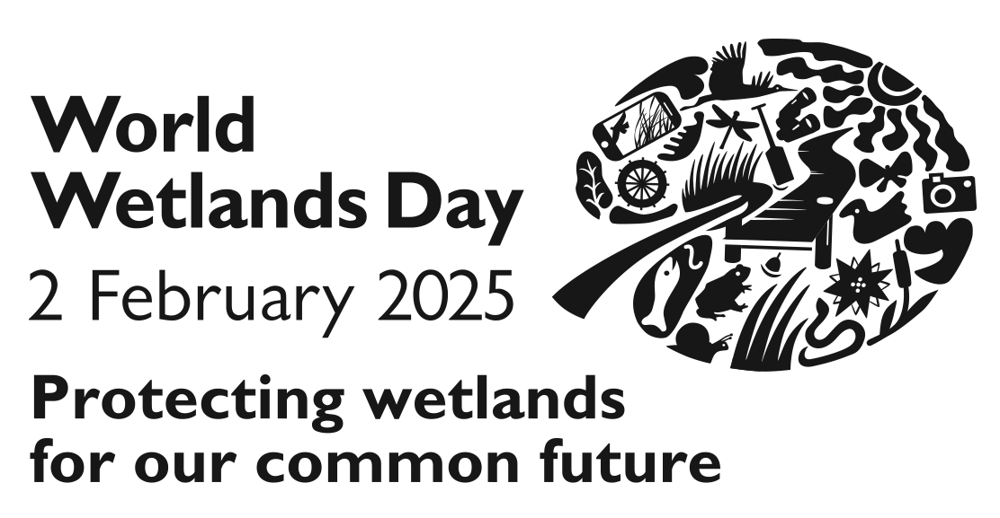 World
Wetlands Day
2 February 2025
Protecting wetlands
for our common future